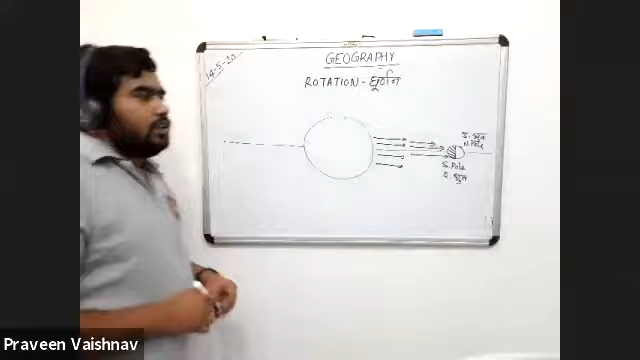 14-5-20
GEOGRAPHY
ROTATION - घूर्णन
उ. ध्रुव
N. Pole
S. Pole
द. ध्रुव
Praveen Vaishnav